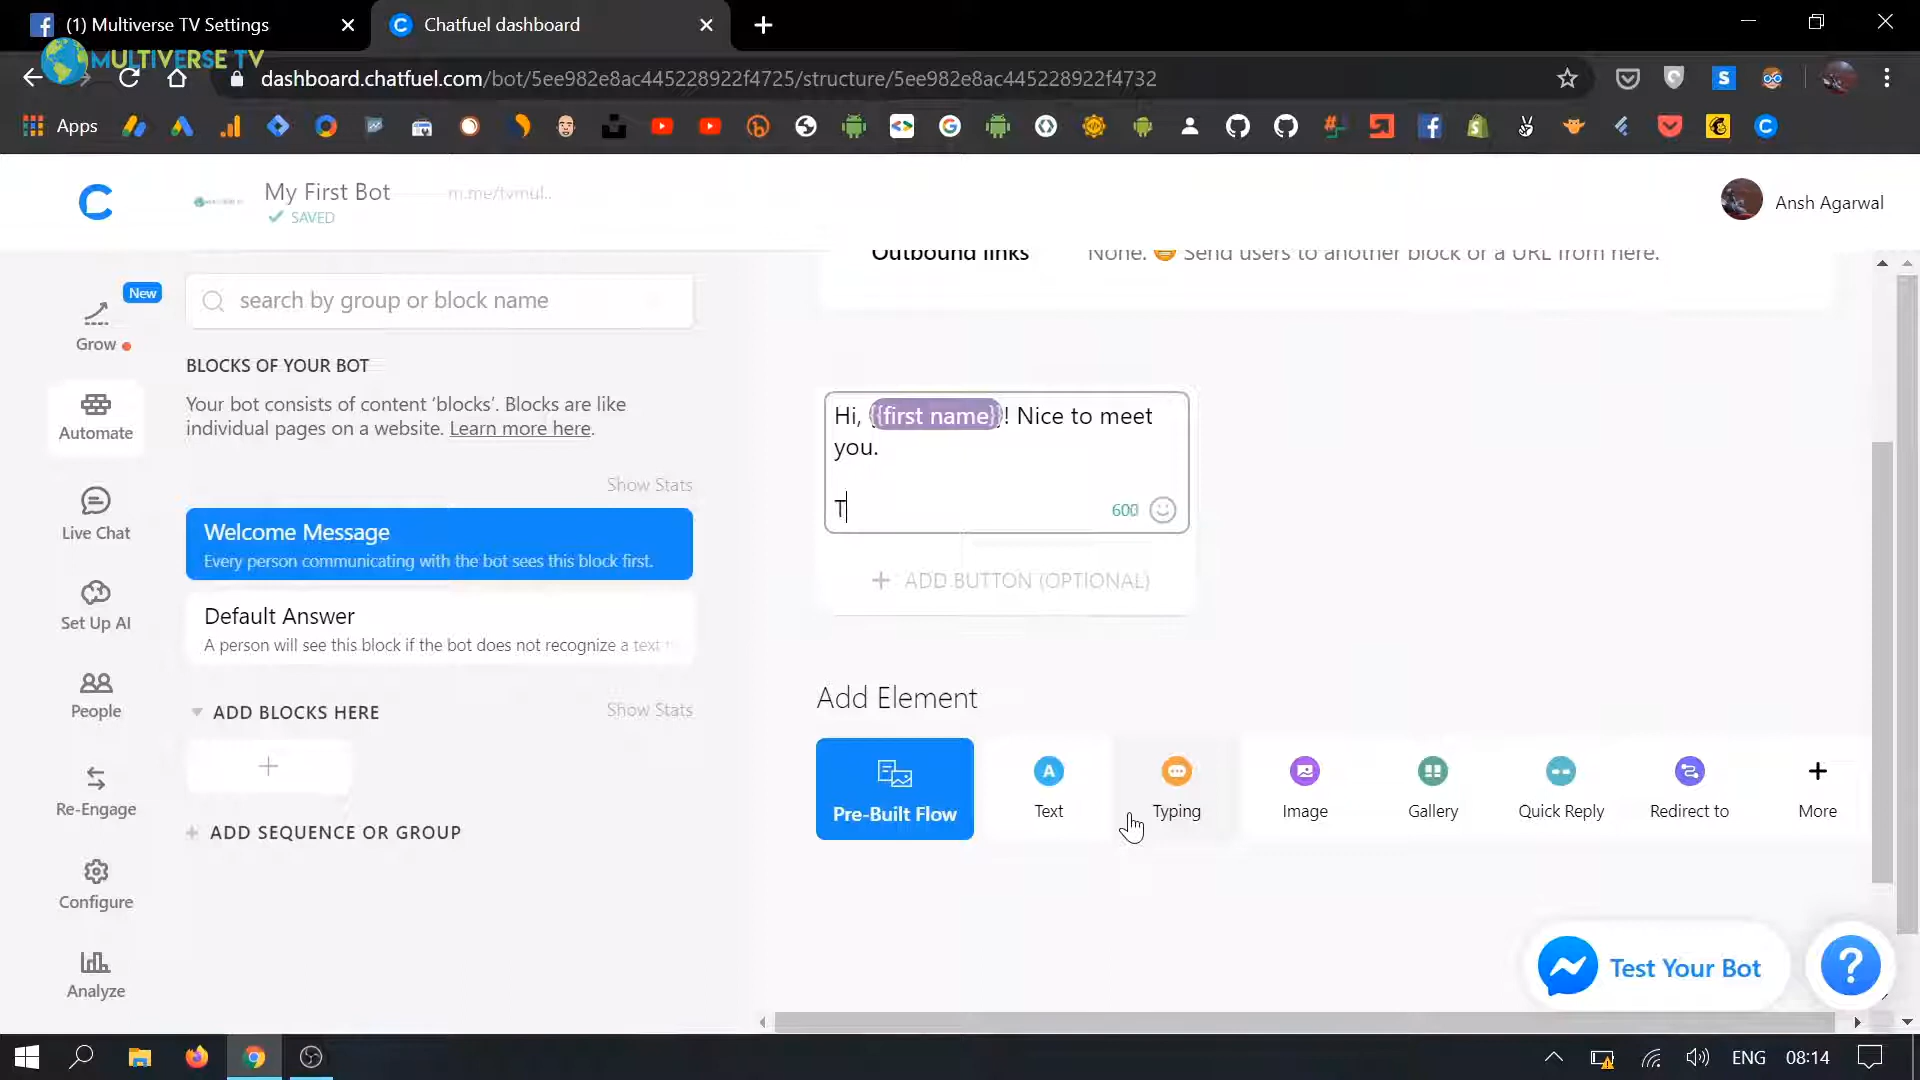 (1) Multiverse TV Settings
Chatfuel dashboard
MULTIVERSE TV
dashboard.chatfuel.com/bot/5ee982e8ac445228922f4725/structure/5ee982e8ac445228922f4732
Apps
My First Bot
m.me/tvmul..
SAVED
Ansh Agarwal
Outbound links
None. Send users to another block or a URL from here.
New
Grow
Automate
Live Chat
Set Up AI
People
Re-Engage
Configure
Analyze
search by group or block name
BLOCKS OF YOUR BOT
Your bot consists of content 'blocks'. Blocks are like
individual pages on a website. Learn more here.
Show Stats
Welcome Message
Every person communicating with the bot sees this block first.
Default Answer
A person will see this block if the bot does not recognize a text
ADD BLOCKS HERE
Show Stats
+
+ ADD SEQUENCE OR GROUP
Hi, {{first name}}! Nice to meet
you.
T
600
+ ADD BUTTON (OPTIONAL)
Add Element
Pre-Built Flow
A
Text
Typing
Image
Gallery
Quick Reply
Redirect to
+
More
Test Your Bot
?
ENG
08:14